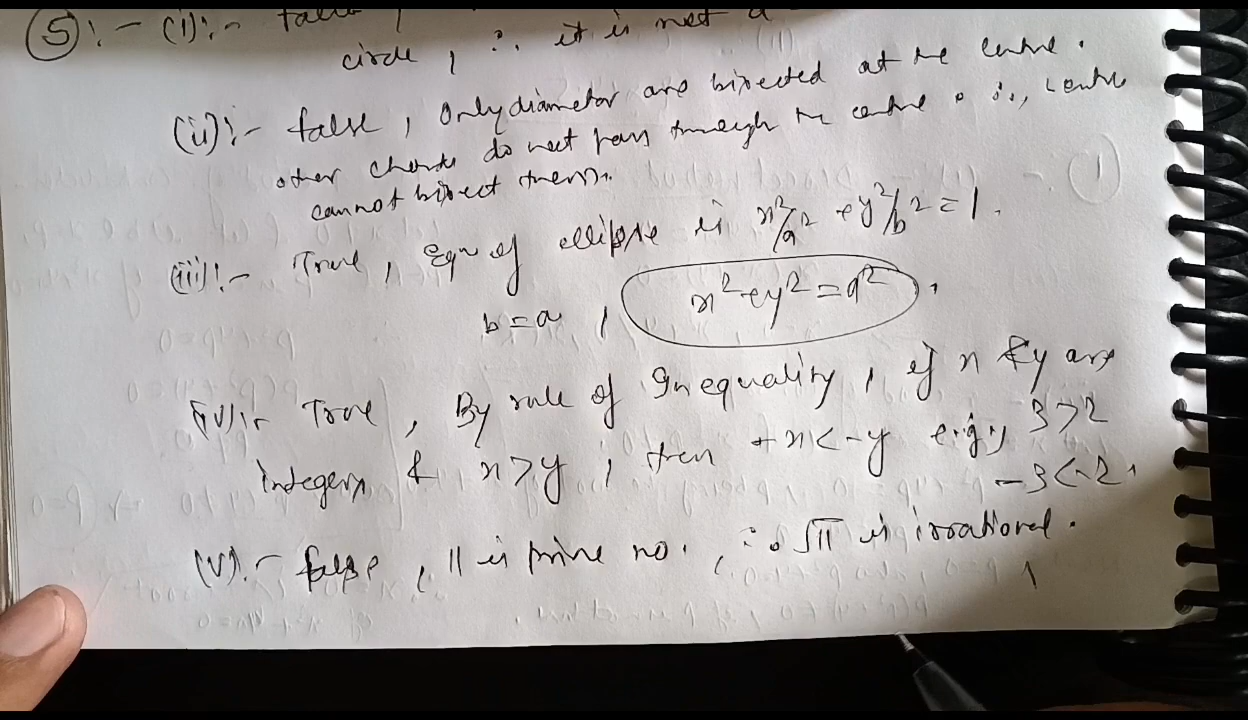 (5):- (i):- false,
circle, ∴ it is not a
(ii):- false, Only diameter are bisected at the centre.
other chords do not pass through the centre ∴, centre
cannot bisect them.
(iii):- True, Eqn of ellipse is x²/a² + y²/b² = 1.
b = a, x² + y² = a².
(iv):- True, By rule of Inequality, if x & y are
integers & x > y, then -x < -y e.g, 3 > 2
-3 < -2.
(v):- false, 11 is prime no., ∴ √11 is irrational.